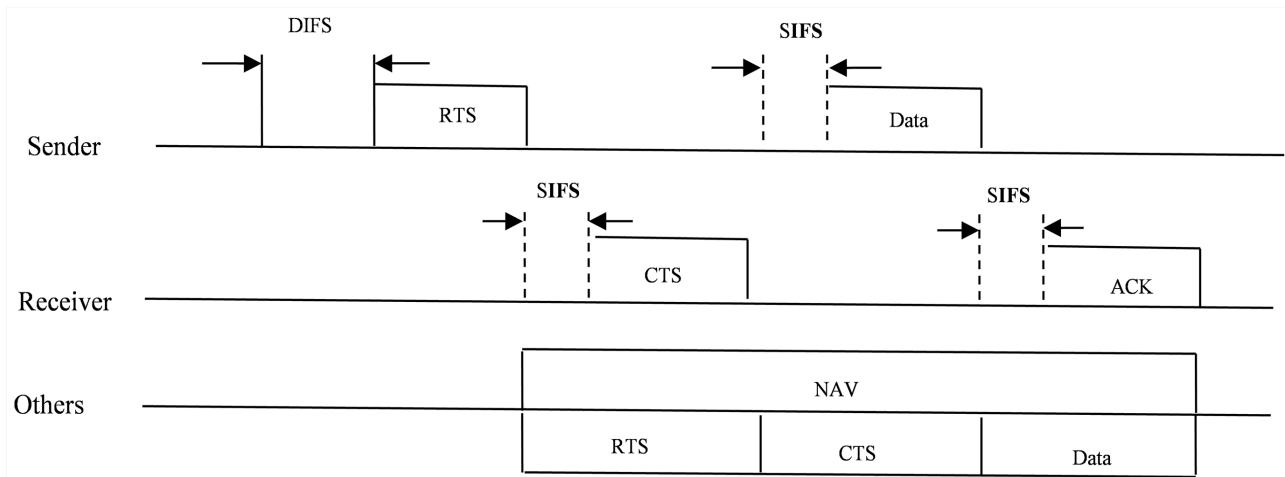 DIFS
SIFS
RTS
Data
Sender
SIFS
SIFS
CTS
ACK
Receiver
NAV
Others
RTS
CTS
Data